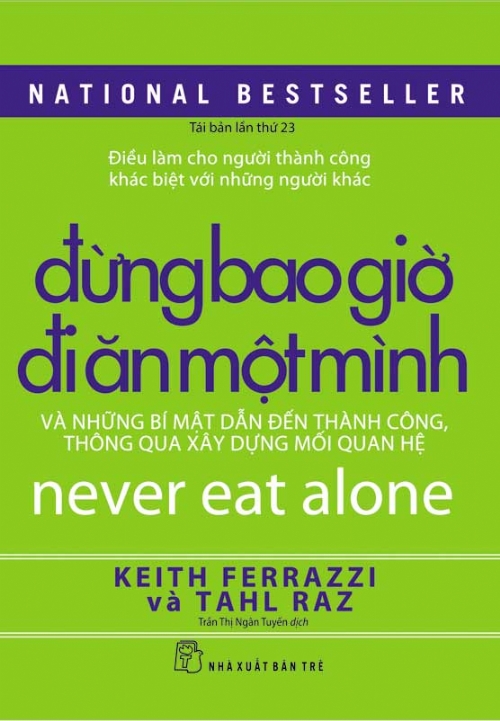 NATIONAL BESTSELLER
Tái bản lần thứ 23
Điều làm cho người thành công
khác biệt với những người khác
đừng bao giờ
đi ăn một mình
VÀ NHỮNG BÍ MẬT DẪN ĐẾN THÀNH CÔNG,
THÔNG QUA XÂY DỰNG MỐI QUAN HỆ
never eat alone
KEITH FERRAZZI
và TAHL RAZ
Trần Thị Ngân Tuyến dịch
NHÀ XUẤT BẢN TRẺ